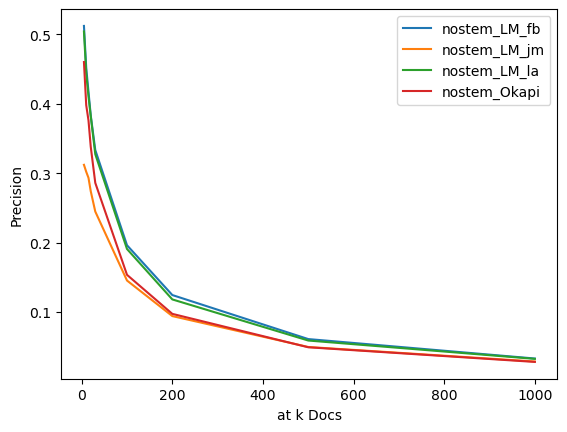 nostem_LM_fb
nostem_LM_jm
nostem_LM_la
nostem_Okapi
0.5
0.4
0.3
0.2
0.1
Precision
0
200
400
600
800
1000
at k Docs